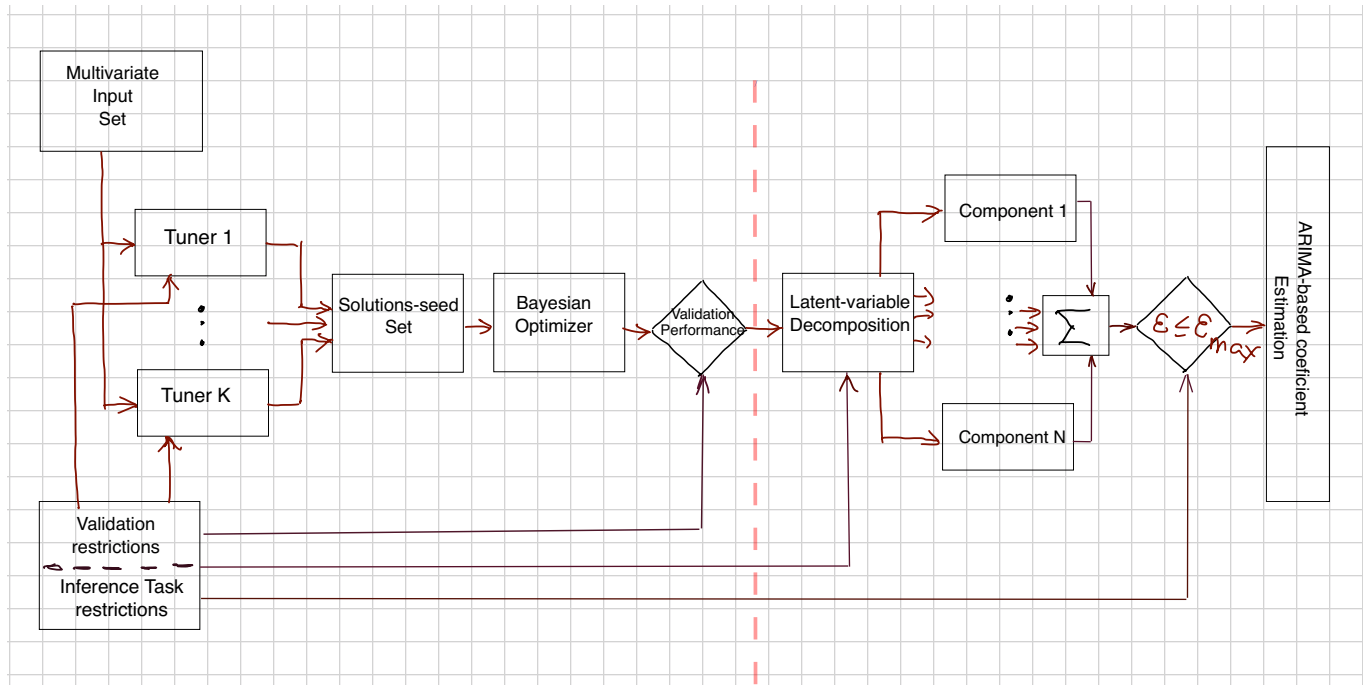 Multivariate
Input
Set
Tuner 1
Tuner K
Validation
restrictions
Inference Task
restrictions
Solutions-seed
Set
Bayesian
Optimizer
Validation
Performance
Latent-variable
Decomposition
Component 1
Component N
∑
ε ≤ ε max
ARIMA-based coeficient
Estimation